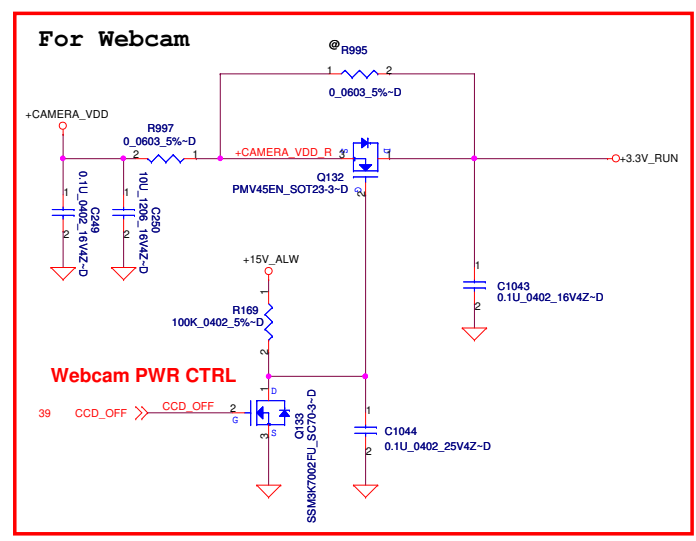 For Webcam
@
R995
1 2
0_0603_5%~D
+CAMERA_VDD
R997
0_0603_5%~D
2 1
+CAMERA_VDD_R
3 S D 1
G 2
+3.3V_RUN
Q132
PMV45EN_SOT23-3~D
1
2
C249
0.1U_0402_16V4Z~D
1
2
C250
10U_1206_16V4Z~D
1
2
C1043
0.1U_0402_16V4Z~D
+15V_ALW
1
R169
100K_0402_5%~D
2
Webcam PWR CTRL
39 CCD_OFF CCD_OFF 2
G
1 D
3 S
Q133
SSM3K7002FU_SC70-3~D
1
2
C1044
0.1U_0402_25V4Z~D